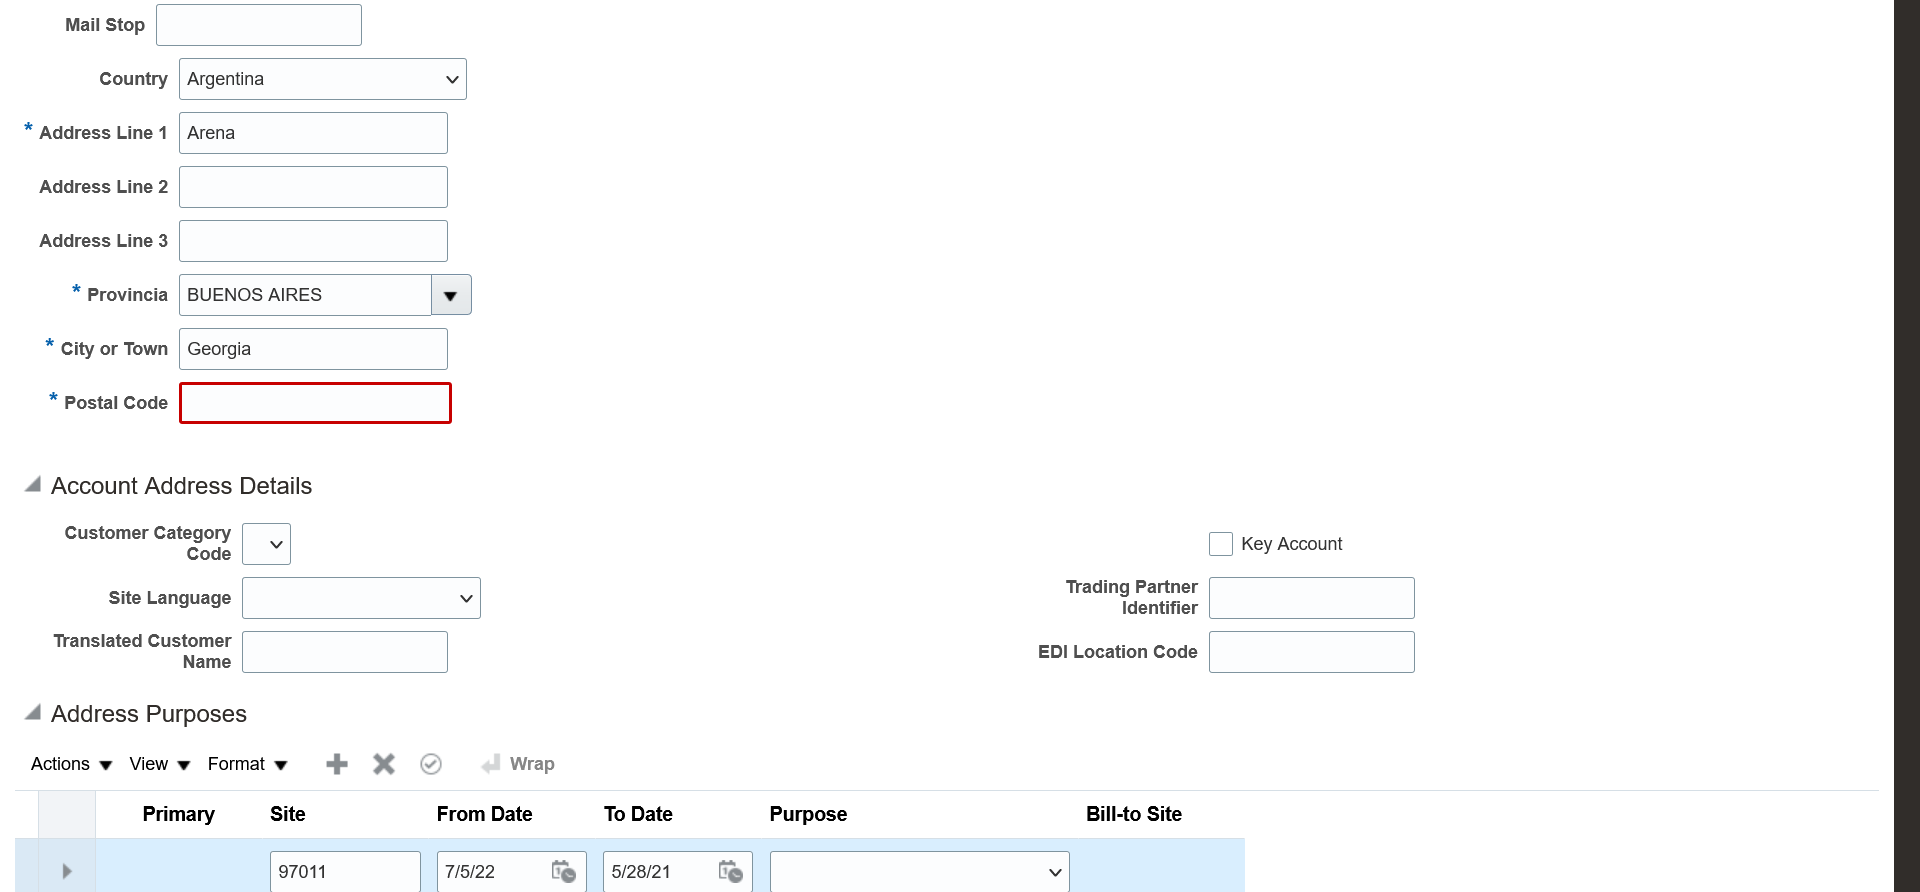 Mail Stop
Country Argentina
* Address Line 1 Arena
Address Line 2
Address Line 3
* Provincia BUENOS AIRES
* City or Town Georgia
* Postal Code
Account Address Details
Customer Category
Code
Key Account
Site Language
Trading Partner
Identifier
Translated Customer
Name
EDI Location Code
Address Purposes
Actions View Format Wrap
Primary Site From Date To Date Purpose Bill-to Site
97011 7/5/22 5/28/21